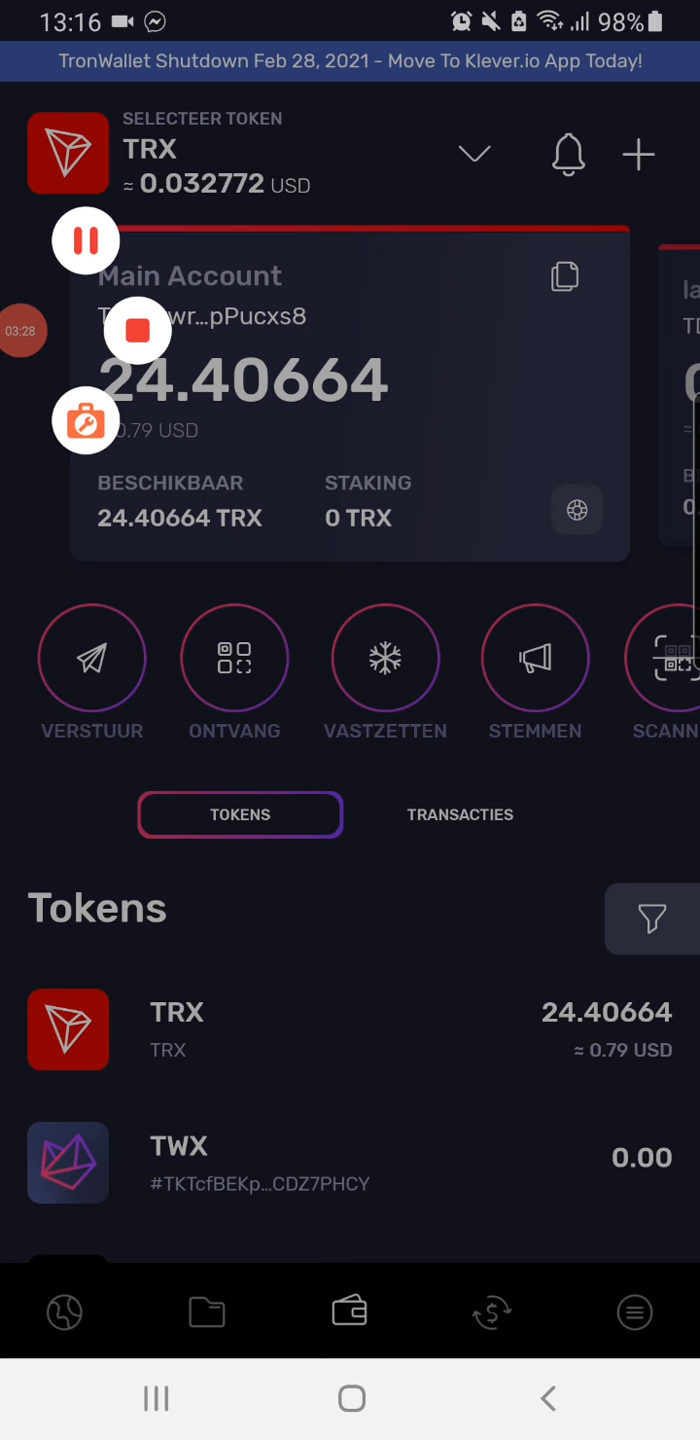 13:16
98%
TronWallet Shutdown Feb 28, 2021 - Move To Klever.io App Today!
SELECTEER TOKEN
TRX
≈ 0.032772 USD
Main Account
wr...pPucxs8
03:28
24.40664
0.79 USD
BESCHIKBAAR
STAKING
24.40664 TRX
0 TRX
VERSTUUR
ONTVANG
VASTZETTEN
STEMMEN
SCANN
TOKENS
TRANSACTIES
Tokens
TRX
24.40664
TRX
≈ 0.79 USD
TWX
0.00
#TKTcfBEKp...CDZ7PHCY